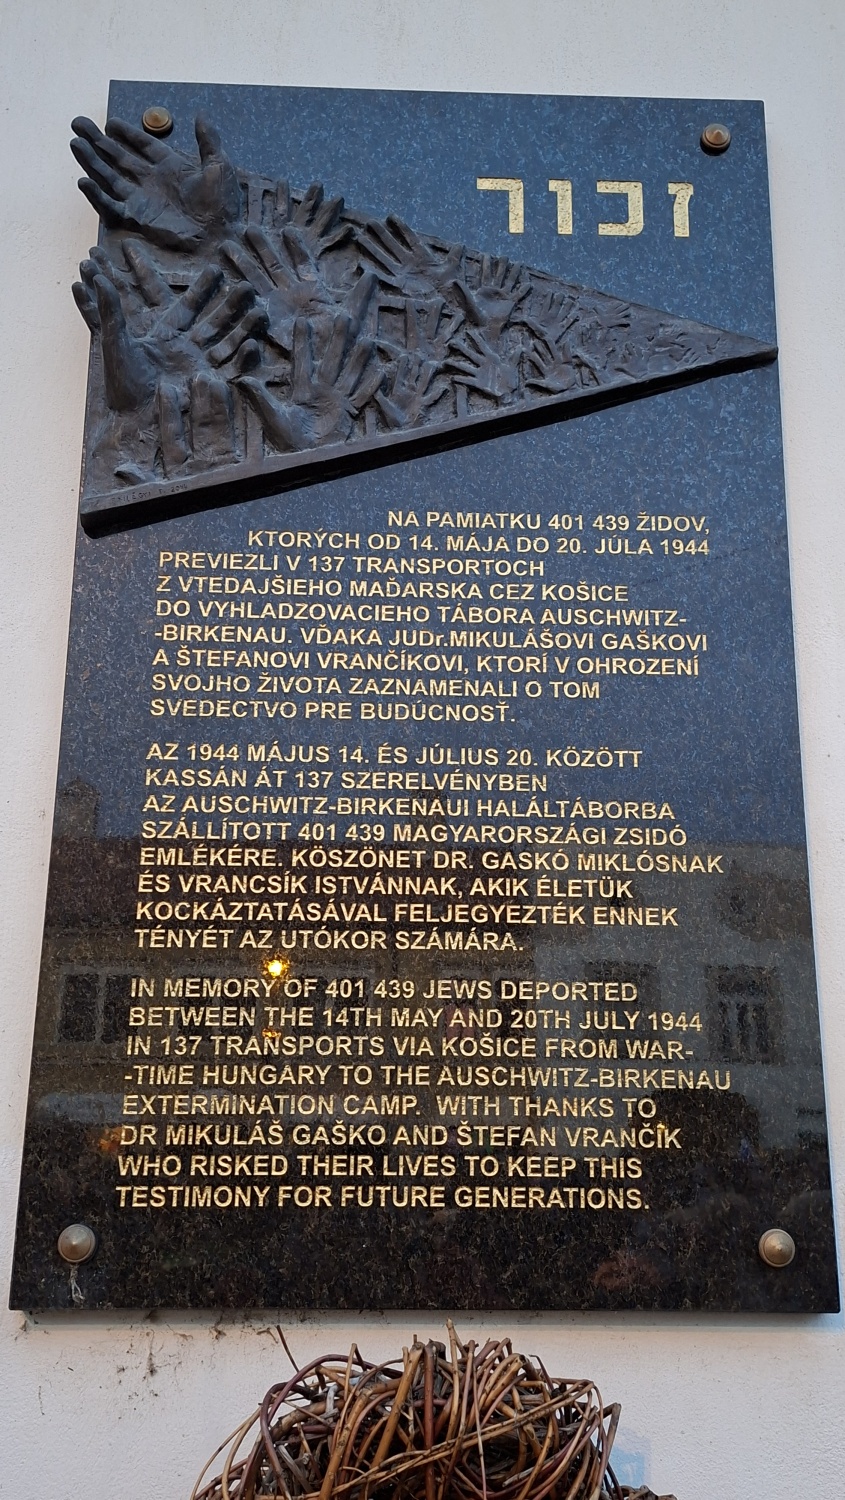 זכור
NA PAMIATKU 401 439 ŽIDOV,
KTORÝCH OD 14. MÁJA DO 20. JÚLA 1944
PREVIEZLI V 137 TRANSPORTOCH
Z VTEDAJŠIEHO MAĎARSKA CEZ KOŠICE
DO VYHLADZOVACIEHO TÁBORA AUSCHWITZ-
-BIRKENAU. VĎAKA JUDr.MIKULÁŠOVI GAŠKOVI
A ŠTEFANOVI VRANČÍKOVI, KTORÍ V OHROZENÍ
SVOJHO ŽIVOTA ZAZNAMENALI O TOM
SVEDECTVO PRE BUDÚCNOSŤ.
AZ 1944 MÁJUS 14. ÉS JÚLIUS 20. KÖZÖTT
KASSÁN ÁT 137 SZERELVÉNYBEN
AZ AUSCHWITZ-BIRKENAUI HALÁLTÁBORBA
SZÁLLÍTOTT 401 439 MAGYARORSZÁGI ZSIDÓ
EMLÉKÉRE. KÖSZÖNET DR. GASKÓ MIKLÓSNAK
ÉS VRANCSÍK ISTVÁNNAK, AKIK ÉLETÜK
KOCKÁZTATÁSÁVAL FELJEGYEZTÉK ENNEK
TÉNYÉT AZ UTÓKOR SZÁMÁRA.
IN MEMORY OF 401 439 JEWS DEPORTED
BETWEEN THE 14TH MAY AND 20TH JULY 1944
IN 137 TRANSPORTS VIA KOŠICE FROM WAR-
-TIME HUNGARY TO THE AUSCHWITZ-BIRKENAU
EXTERMINATION CAMP. WITH THANKS TO
DR MIKULÁŠ GAŠKO AND ŠTEFAN VRANČÍK
WHO RISKED THEIR LIVES TO KEEP THIS
TESTIMONY FOR FUTURE GENERATIONS.